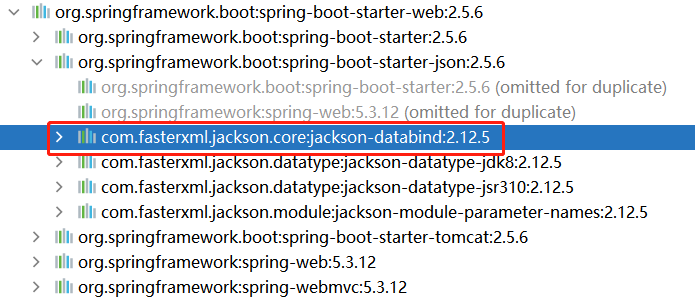 org.springframework.boot:spring-boot-starter-web:2.5.6
org.springframework.boot:spring-boot-starter:2.5.6
org.springframework.boot:spring-boot-starter-json:2.5.6
org.springframework.boot:spring-boot-starter:2.5.6 (omitted for duplicate)
org.springframework:spring-web:5.3.12 (omitted for duplicate)
com.fasterxml.jackson.core:jackson-databind:2.12.5
com.fasterxml.jackson.datatype:jackson-datatype-jdk8:2.12.5
com.fasterxml.jackson.datatype:jackson-datatype-jsr310:2.12.5
com.fasterxml.jackson.module:jackson-module-parameter-names:2.12.5
org.springframework.boot:spring-boot-starter-tomcat:2.5.6
org.springframework:spring-web:5.3.12
org.springframework:spring-webmvc:5.3.12